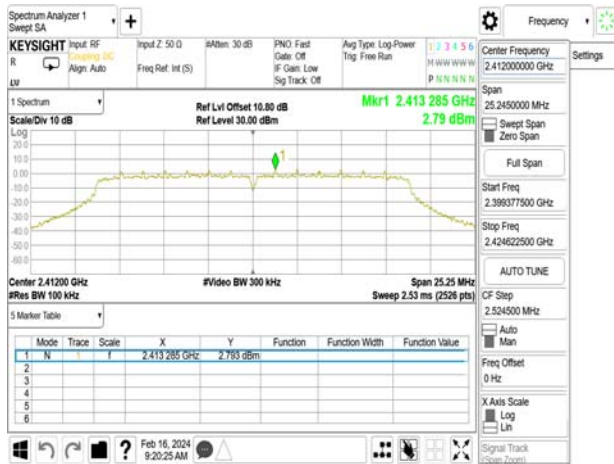 Spectrum Analyzer 1
Swept SA
Frequency
KEYSIGHT
R
LW
Input: RF
Coupling: DC
Align: Auto
Input Z: 50 Ω
Freq Ref: Int (S)
#Atten: 30 dB
PNO: Fast
Gate: Off
IF Gain: Low
Sig Track: Off
Avg Type: Log-Power
Trig: Free Run
1 2 3 4 5 6
M W W W W W
P N N N N N
Center Frequency
2.412000000 GHz
Settings
1 Spectrum
Scale/Div 10 dB
Ref Lvl Offset 10.80 dB
Ref Level 30.00 dBm
Mkr1 2.413 285 GHz
2.79 dBm
Log
20.0
10.0
0.00
-10.0
-20.0
-30.0
-40.0
-50.0
-60.0
1
Center 2.41200 GHz
#Res BW 100 kHz
#Video BW 300 kHz
Span 25.25 MHz
Sweep 2.53 ms (2526 pts)
Span
25.2450000 MHz
Swept Span
Zero Span
Full Span
Start Freq
2.399377500 GHz
Stop Freq
2.424622500 GHz
AUTO TUNE
CF Step
2.524500 MHz
Auto
Man
Freq Offset
0 Hz
X Axis Scale
Log
Lin
Signal Track
(Span Zoom)
5 Marker Table
Mode Trace Scale X Y Function Function Width Function Value
1 N 1 f 2.413 285 GHz 2.793 dBm
2
3
4
5
6
Feb 16, 2024
9:20:25 AM